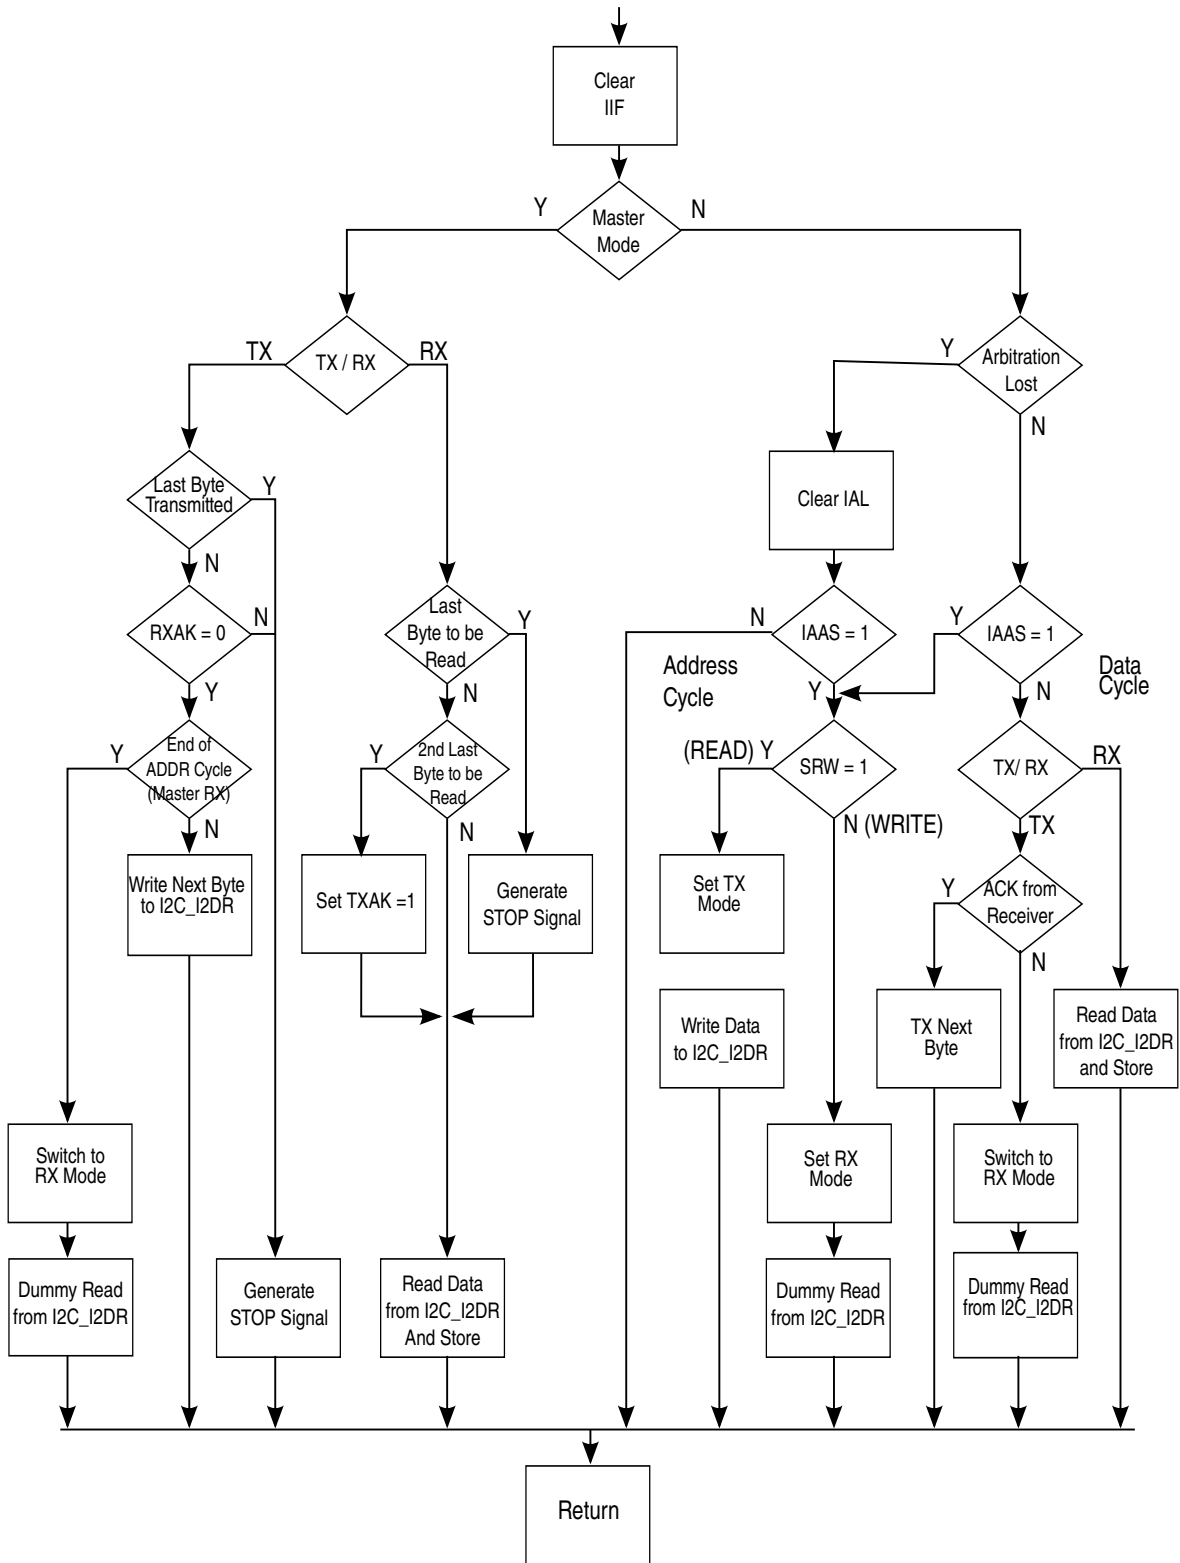 Clear
IIF
Y
Master
Mode
N
TX
TX / RX
RX
Y
Arbitration
Lost
N
Last Byte
Transmitted
Y
N
Clear IAL
RXAK = 0
N
Y
Last
Byte to be
Read
Y
N
N
IAAS = 1
Y
Y
IAAS = 1
N
Address
Cycle
Data
Cycle
Y
End of
ADDR Cycle
(Master RX)
N
Y
2nd Last
Byte to be
Read
N
(READ) Y
SRW = 1
N (WRITE)
TX/ RX
RX
TX
Write Next Byte
to I2C_I2DR
Set TXAK =1
Generate
STOP Signal
Set TX
Mode
Y
ACK from
Receiver
N
Write Data
to I2C_I2DR
TX Next
Byte
Read Data
from I2C_I2DR
and Store
Switch to
RX Mode
Set RX
Mode
Switch to
RX Mode
Dummy Read
from I2C_I2DR
Generate
STOP Signal
Read Data
from I2C_I2DR
And Store
Dummy Read
from I2C_I2DR
Dummy Read
from I2C_I2DR
Return